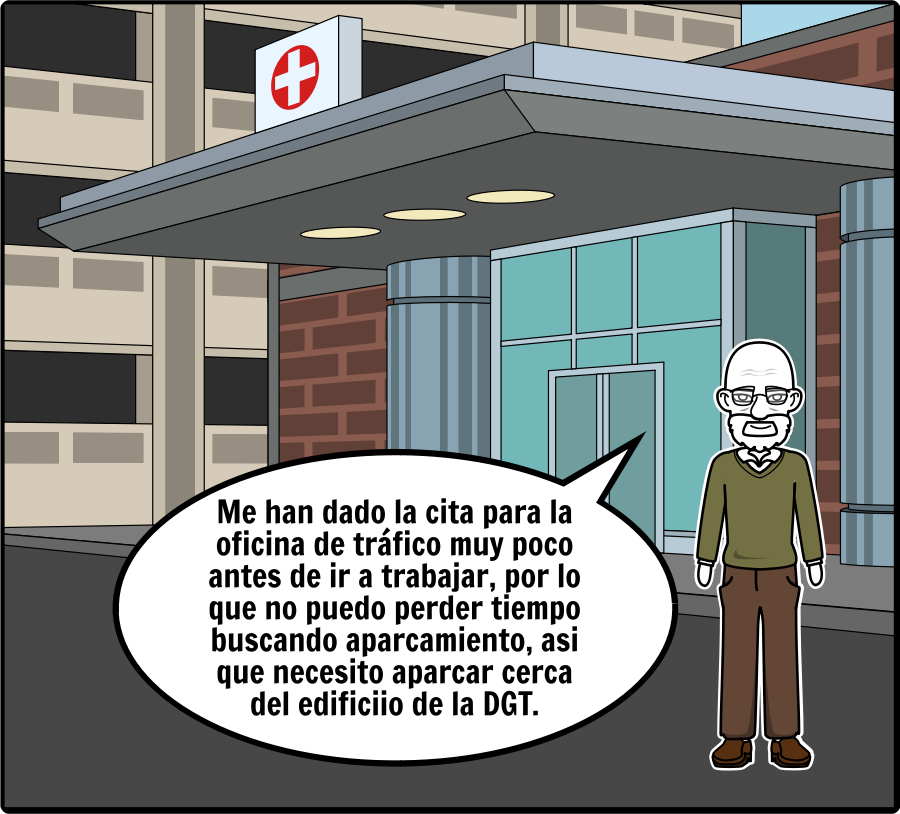 Me han dado la cita para la
oficina de tráfico muy poco
antes de ir a trabajar, por lo
que no puedo perder tiempo
buscando aparcamiento, asi
que necesito aparcar cerca
del edificiio de la DGT.